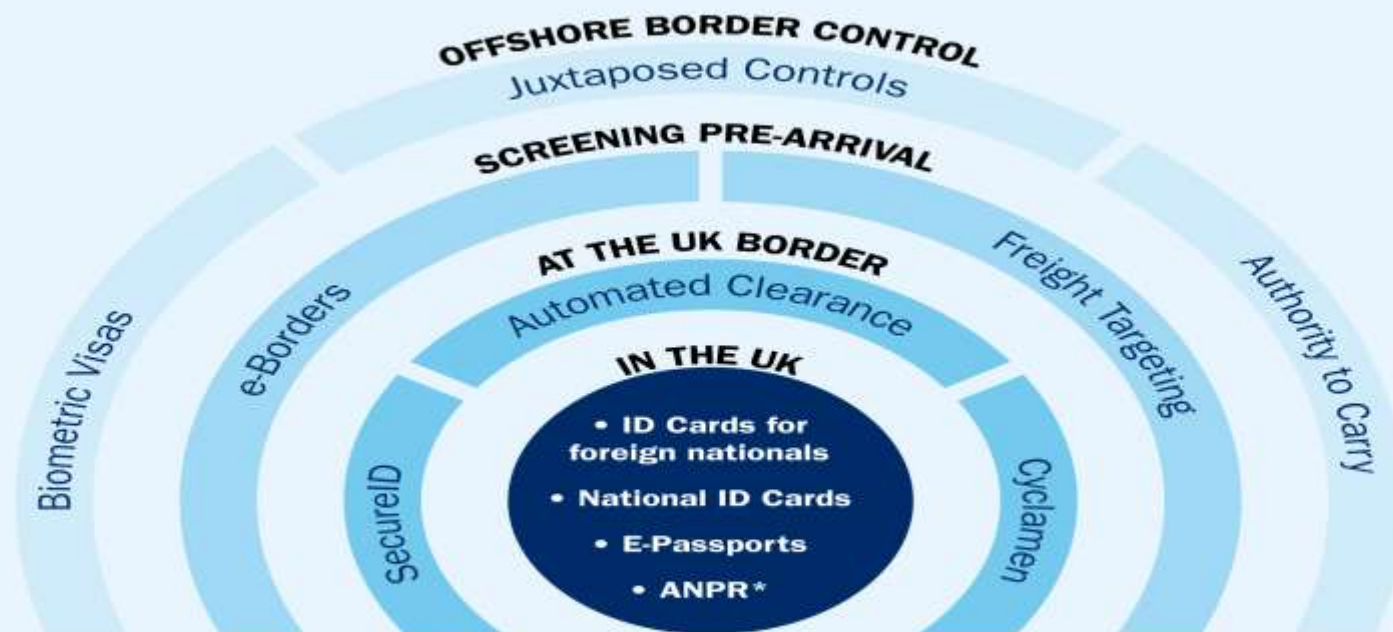 OFFSHORE BORDER CONTROL
Juxtaposed Controls
Biometric Visas
Authority to Carry
SCREENING PRE-ARRIVAL
e-Borders
Freight Targeting
AT THE UK BORDER
Automated Clearance
SecureID
Cyclamen
IN THE UK
• ID Cards for
foreign nationals
• National ID Cards
• E-Passports
• ANPR*